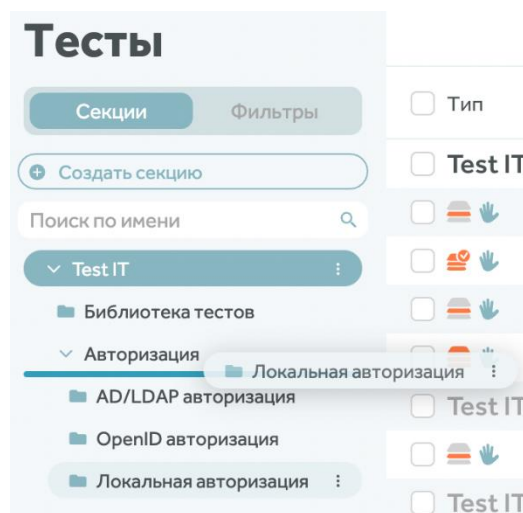 Тесты
Секции Фильтры
Тип
Создать секцию
Test IT
Поиск по имени
Test IT
Библиотека тестов
Авторизация
Локальная авторизация
AD/LDAP авторизация
Test IT
OpenID авторизация
Локальная авторизация
Test IT